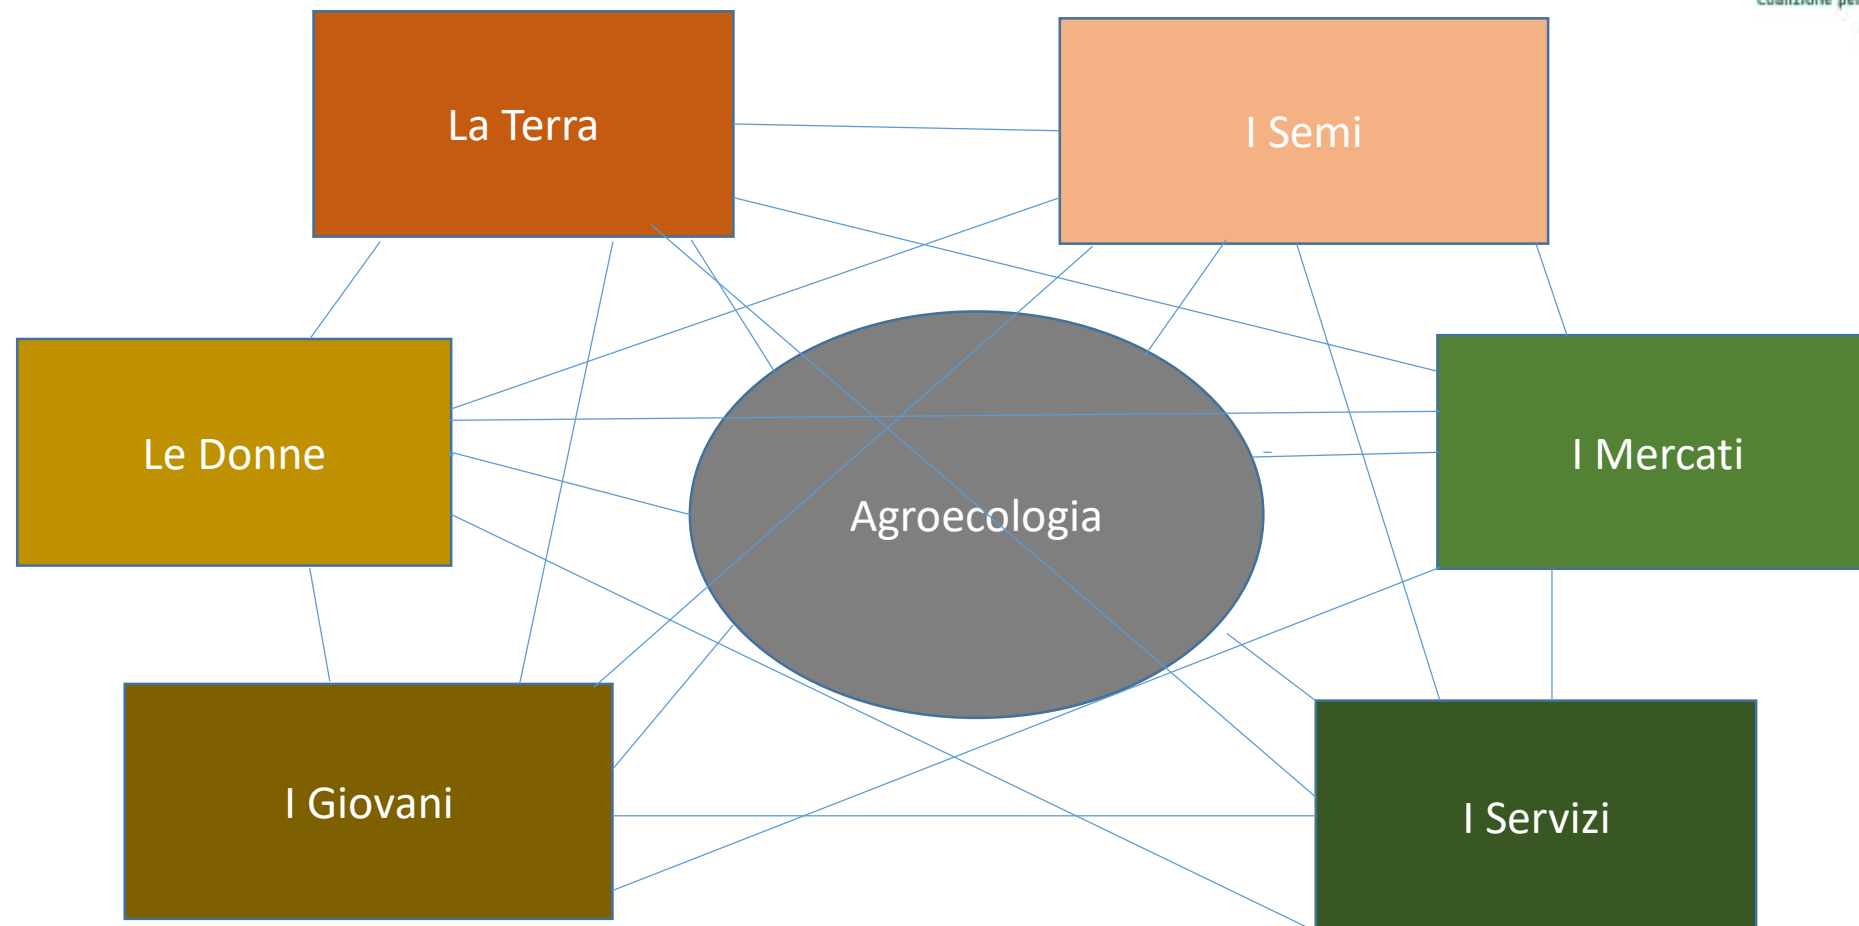 La Terra
I Semi
Le Donne
I Mercati
Agroecologia
I Giovani
I Servizi